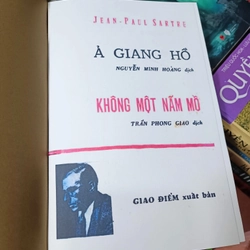 JEAN-PAUL SARTRE
Ả GIANG HỒ
NGUYỄN MINH HOÀNG dịch
KHÔNG MỘT NẤM MỒ
TRẦN PHONG GIAO dịch
GIAO ĐIỂM xuất bản
QUYỀ